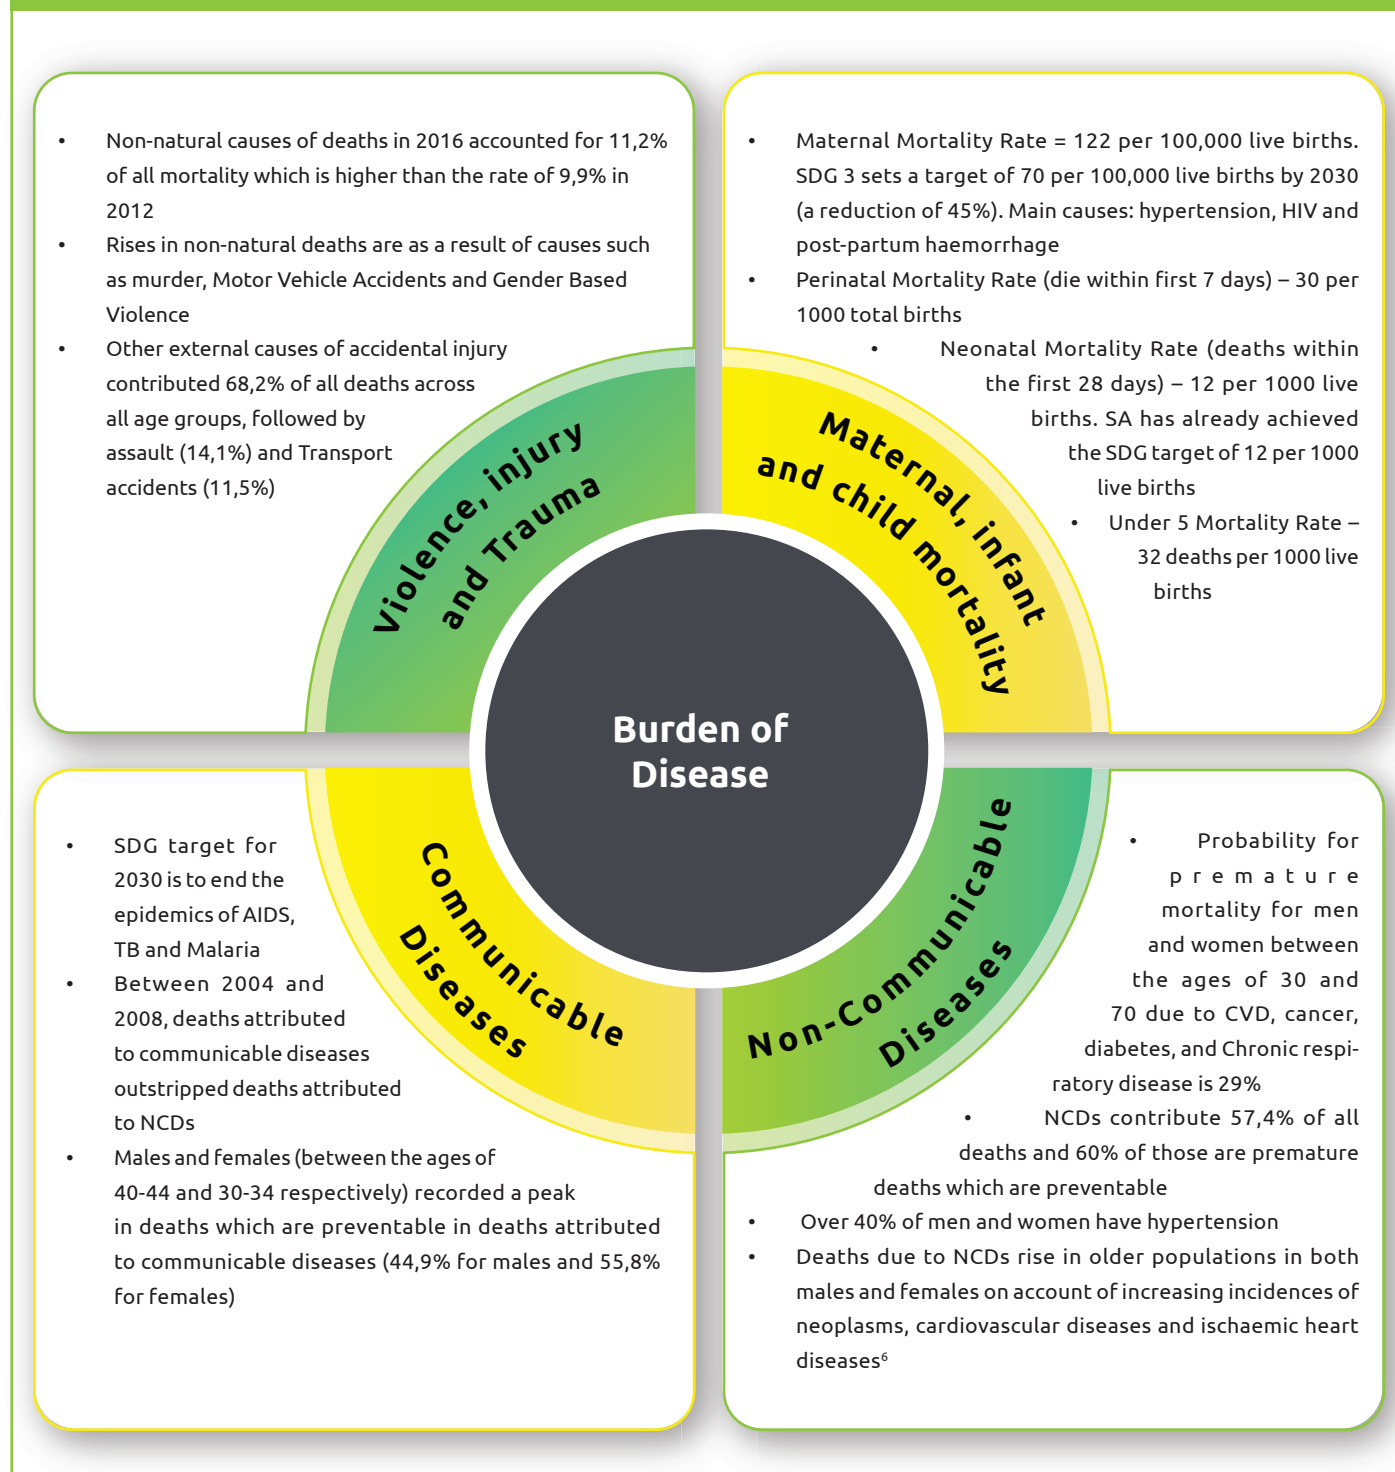 • Non-natural causes of deaths in 2016 accounted for 11,2%
of all mortality which is higher than the rate of 9,9% in
2012
• Rises in non-natural deaths are as a result of causes such
as murder, Motor Vehicle Accidents and Gender Based
Violence
• Other external causes of accidental injury
contributed 68,2% of all deaths across
all age groups, followed by
assault (14,1%) and Transport
accidents (11,5%)
Violence, injury
and Trauma
• Maternal Mortality Rate = 122 per 100,000 live births.
SDG 3 sets a target of 70 per 100,000 live births by 2030
(a reduction of 45%). Main causes: hypertension, HIV and
post-partum haemorrhage
• Perinatal Mortality Rate (die within first 7 days) – 30 per
1000 total births
• Neonatal Mortality Rate (deaths within
the first 28 days) – 12 per 1000 live
births. SA has already achieved
the SDG target of 12 per 1000
live births
• Under 5 Mortality Rate –
32 deaths per 1000 live
births
Maternal, infant
and child mortality
Burden of
Disease
• SDG target for
2030 is to end the
epidemics of AIDS,
TB and Malaria
• Between 2004 and
2008, deaths attributed
to communicable diseases
outstripped deaths attributed
to NCDs
• Males and females (between the ages of
40-44 and 30-34 respectively) recorded a peak
in deaths which are preventable in deaths attributed
to communicable diseases (44,9% for males and 55,8%
for females)
Communicable
Diseases
• Probability for
premature
mortality for men
and women between
the ages of 30 and
70 due to CVD, cancer,
diabetes, and Chronic respi-
ratory disease is 29%
• NCDs contribute 57,4% of all
deaths and 60% of those are premature
deaths which are preventable
• Over 40% of men and women have hypertension
• Deaths due to NCDs rise in older populations in both
males and females on account of increasing incidences of
neoplasms, cardiovascular diseases and ischaemic heart
diseases⁶
Non-Communicable
Diseases